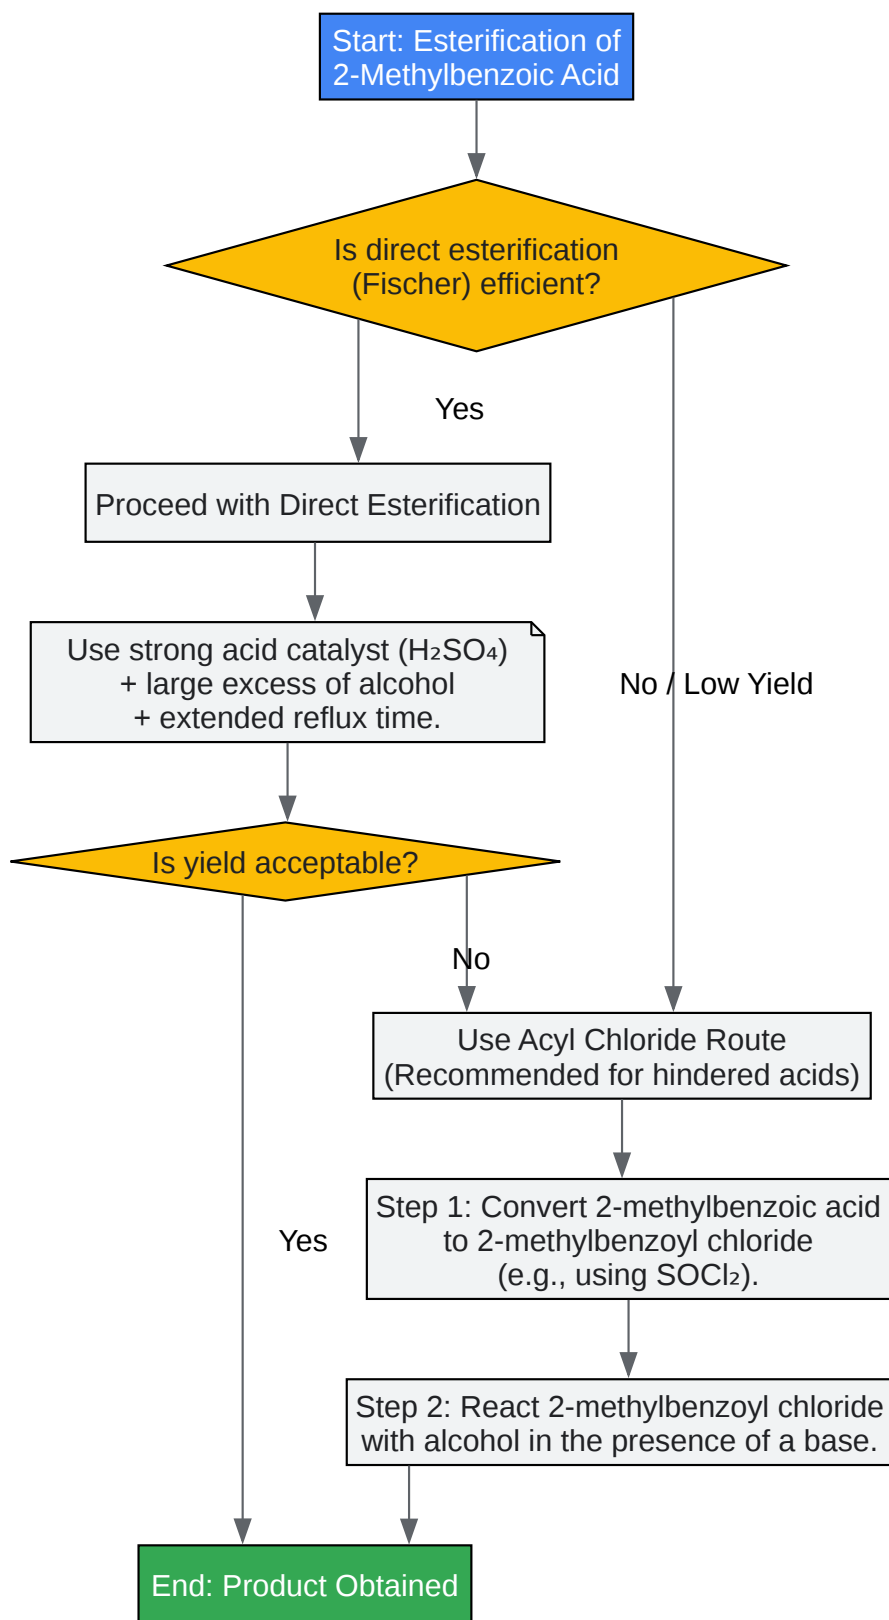 Start: Esterification of
2-Methylbenzoic Acid
Is direct esterification
(Fischer) efficient?
Yes
Proceed with Direct Esterification
Use strong acid catalyst (H₂SO₄)
+ large excess of alcohol
+ extended reflux time.
No / Low Yield
Is yield acceptable?
No
Use Acyl Chloride Route
(Recommended for hindered acids)
Step 1: Convert 2-methylbenzoic acid
to 2-methylbenzoyl chloride
(e.g., using SOCl₂).
Yes
Step 2: React 2-methylbenzoyl chloride
with alcohol in the presence of a base.
End: Product Obtained